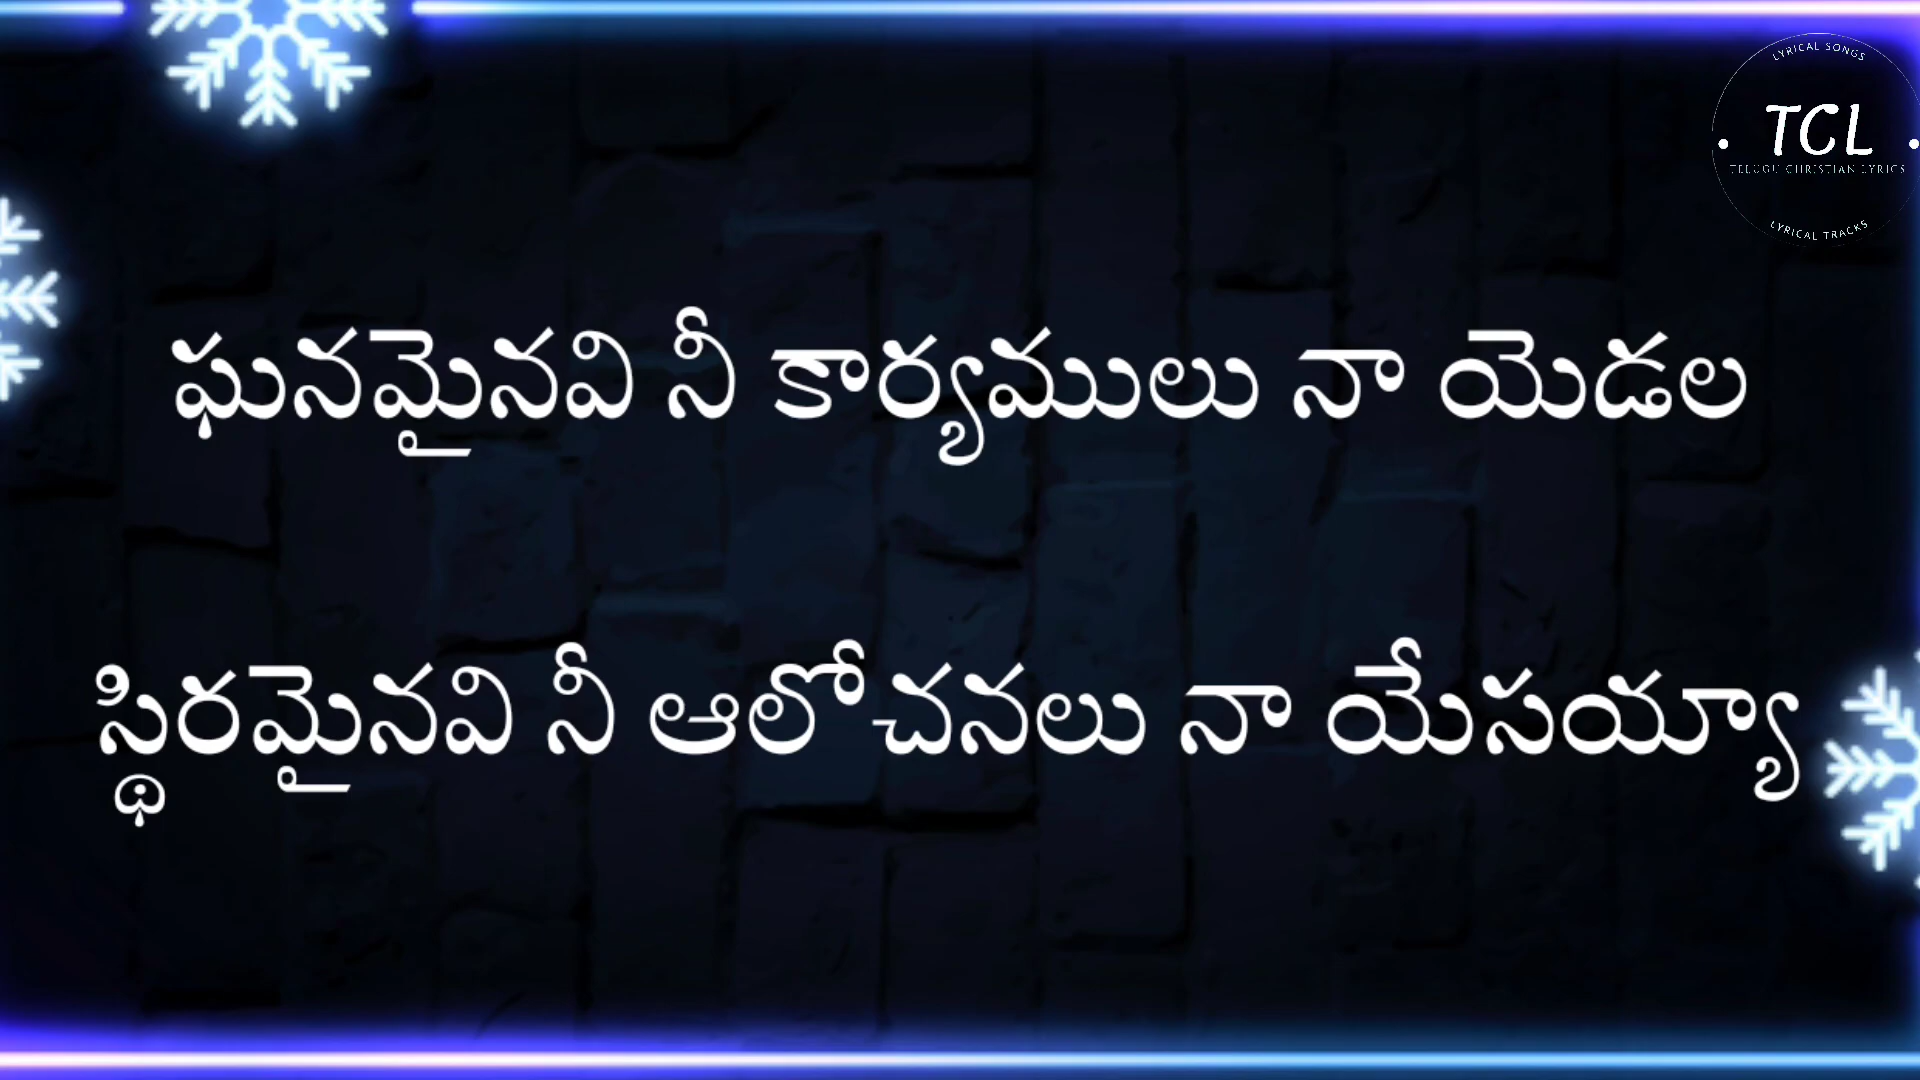 LYRICAL SONGS
TCL
TELUGU CHRISTIAN LYRICS
LYRICAL TRACKS
ఘనమైనవి నీ కార్యములు నా యెడల
స్థిరమైనవి నీ ఆలోచనలు నా యేసయ్యా